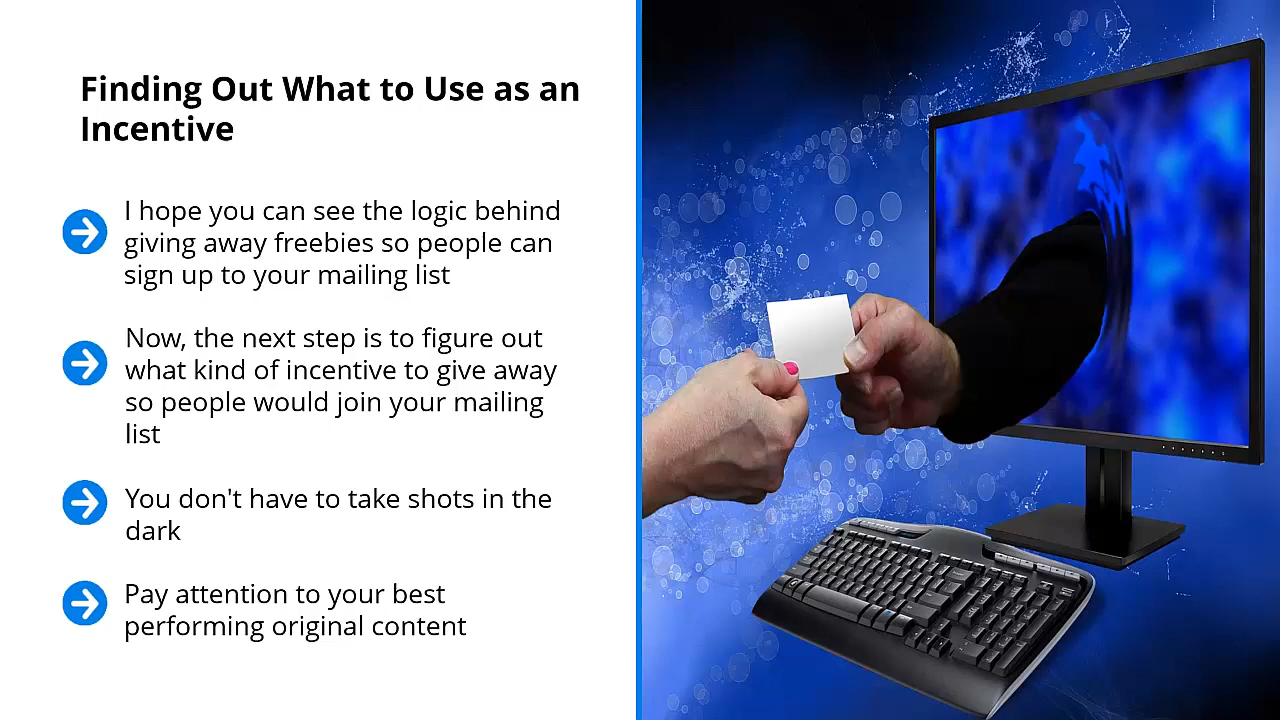 Finding Out What to Use as an
Incentive
I hope you can see the logic behind
giving away freebies so people can
sign up to your mailing list
Now, the next step is to figure out
what kind of incentive to give away
so people would join your mailing
list
You don't have to take shots in the
dark
Pay attention to your best
performing original content